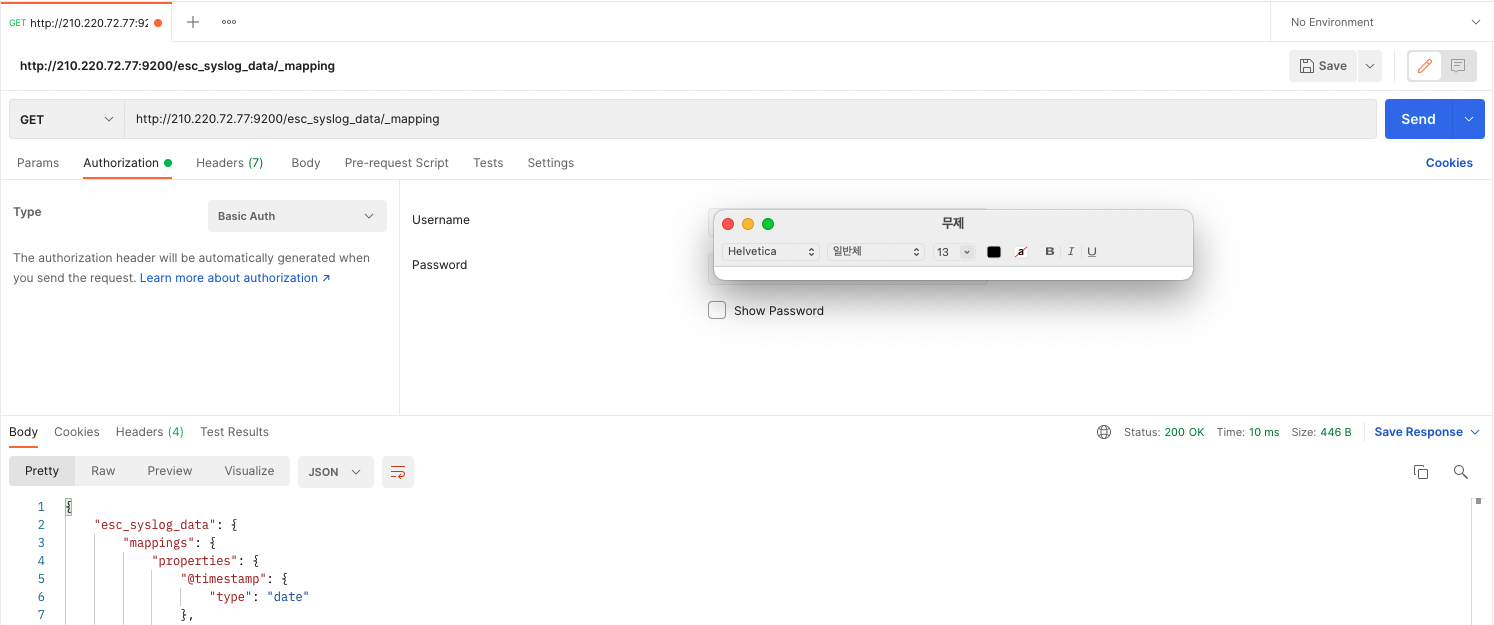 GET http://210.220.72.77:92 No Environment
http://210.220.72.77:9200/esc_syslog_data/_mapping Save
GET http://210.220.72.77:9200/esc_syslog_data/_mapping Send
Params Authorization Headers (7) Body Pre-request Script Tests Settings Cookies
Type Basic Auth
The authorization header will be automatically generated when
you send the request. Learn more about authorization ↗
Username
Password
Show Password
무제
Helvetica 일반체 13 a B I U
Body Cookies Headers (4) Test Results Status: 200 OK Time: 10 ms Size: 446 B Save Response
Pretty Raw Preview Visualize JSON
1 {
2 "esc_syslog_data": {
3 "mappings": {
4 "properties": {
5 "@timestamp": {
6 "type": "date"
7 },